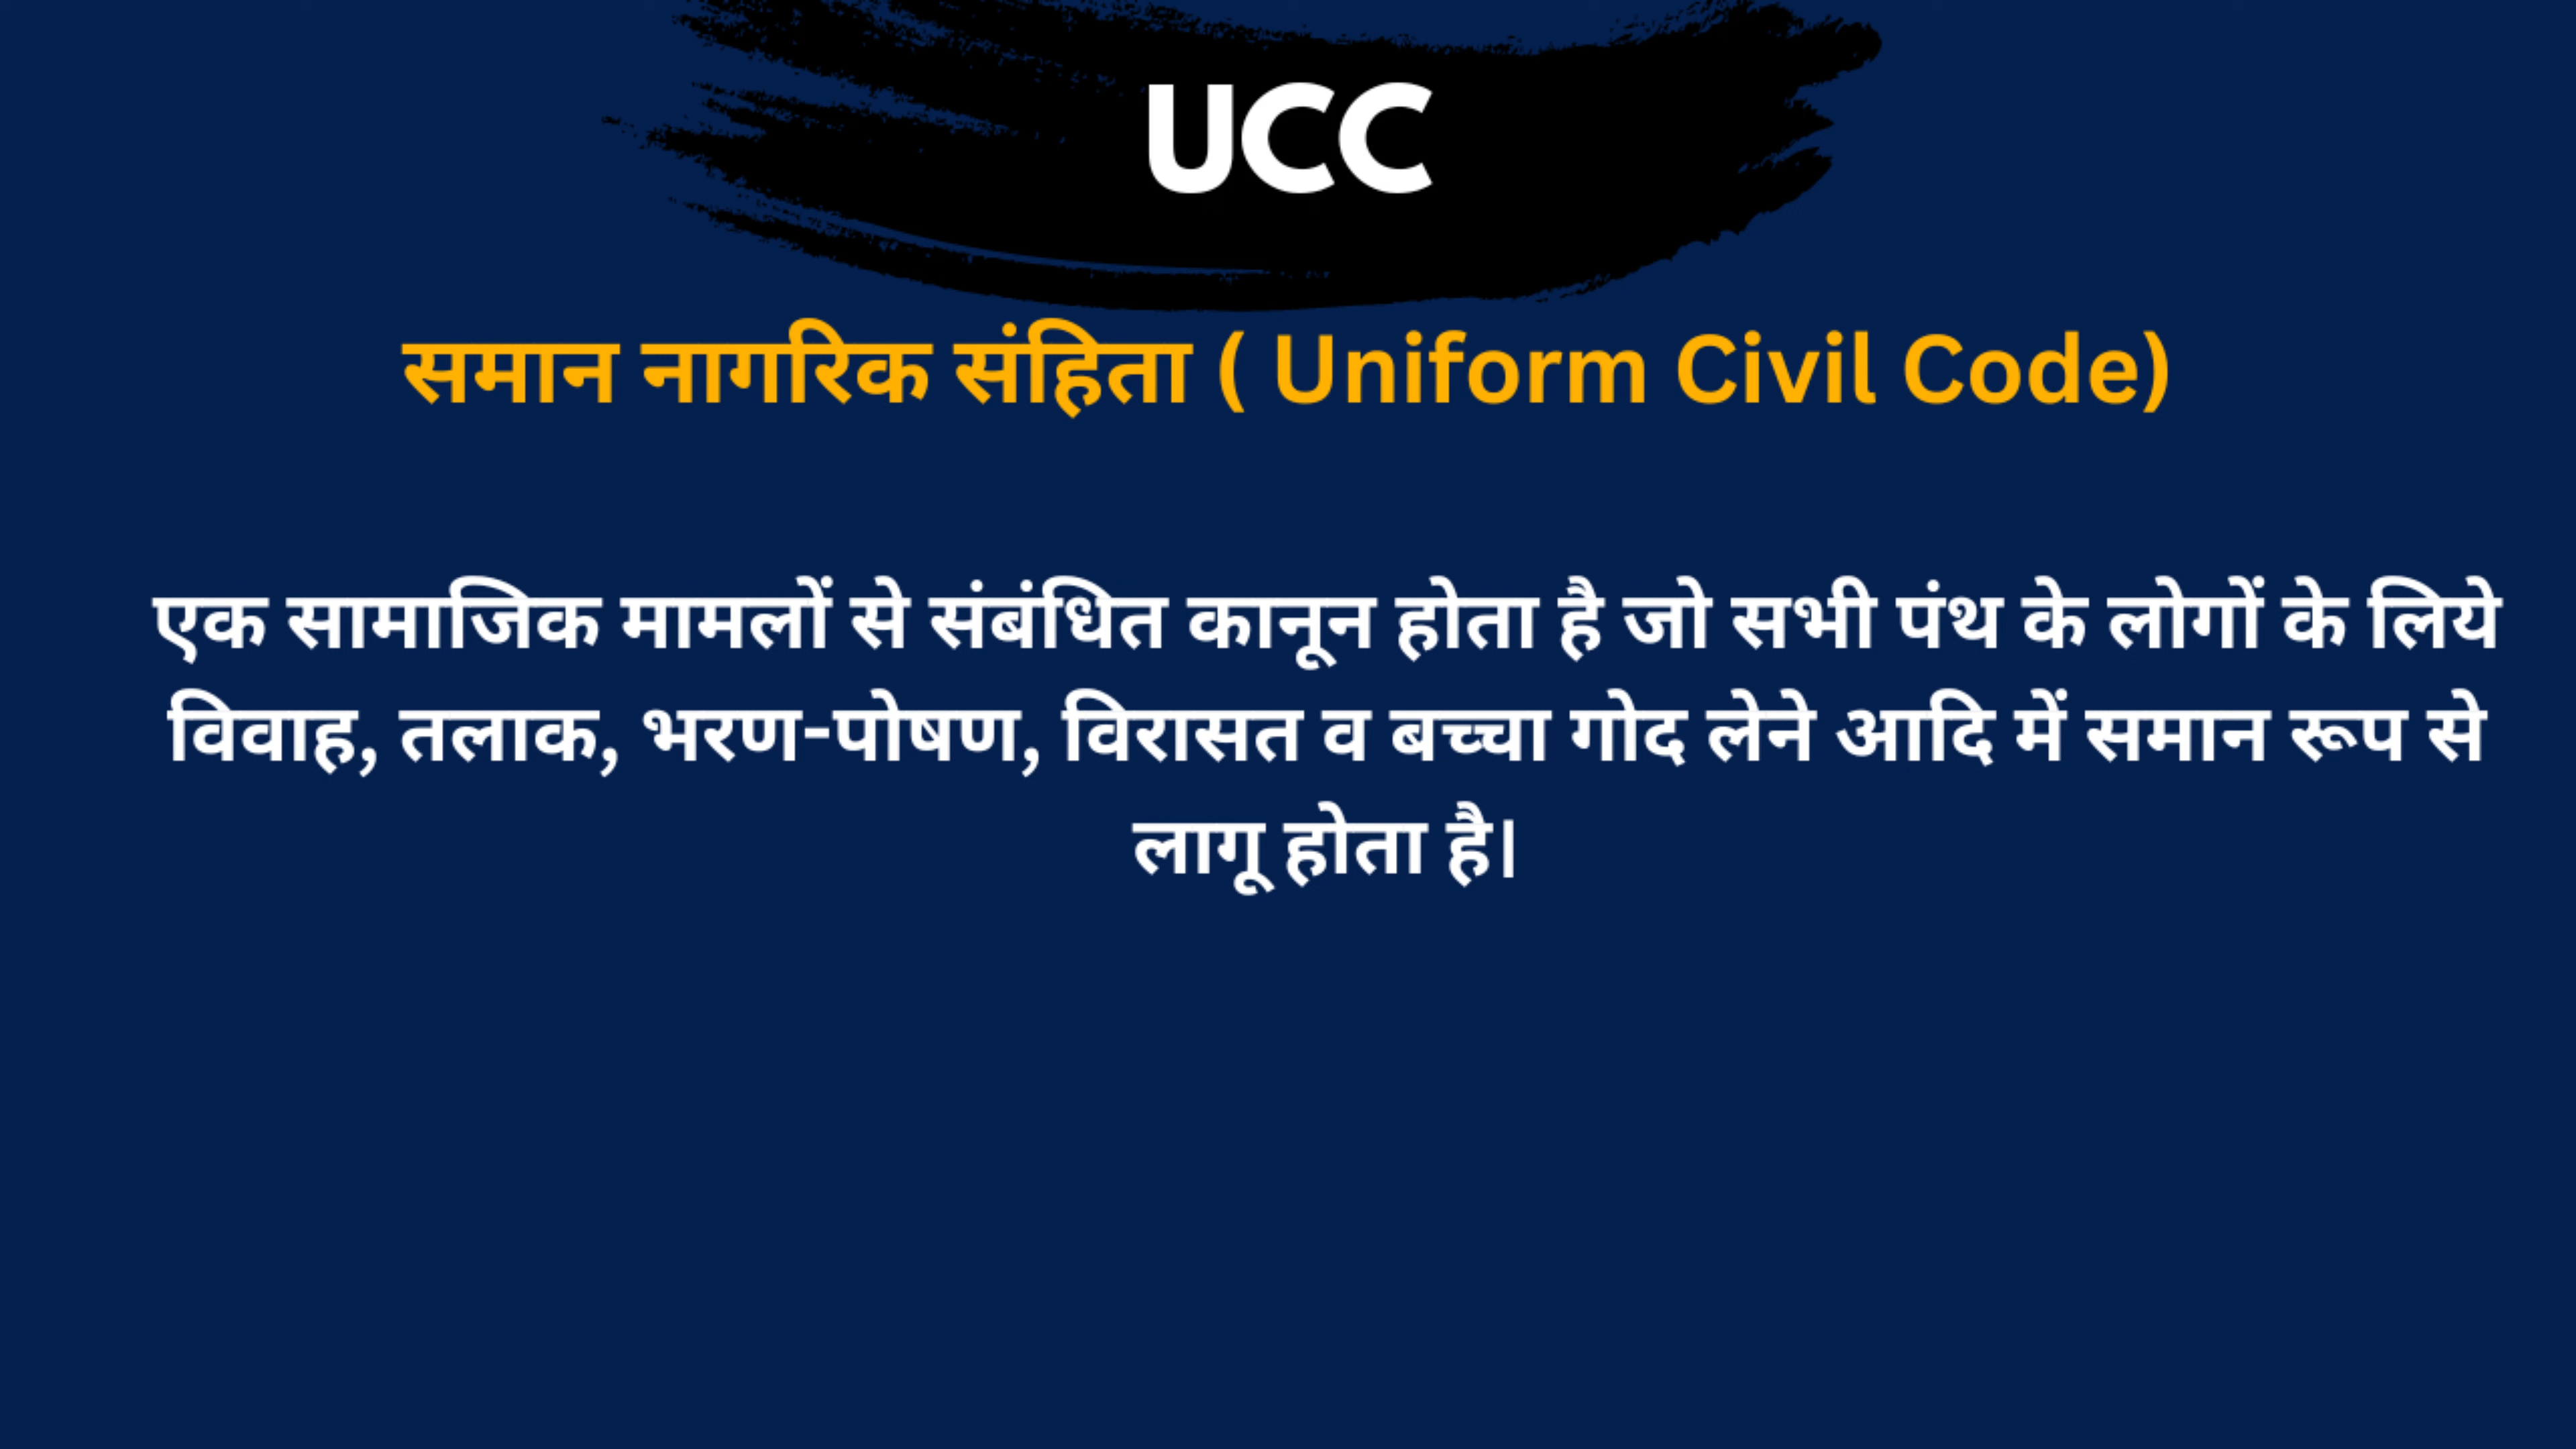 UCC
समान नागरिक संहिता ( Uniform Civil Code)
एक सामाजिक मामलों से संबंधित कानून होता है जो सभी पंथ के लोगों के लिये
विवाह, तलाक, भरण-पोषण, विरासत व बच्चा गोद लेने आदि में समान रूप से
लागू होता है।